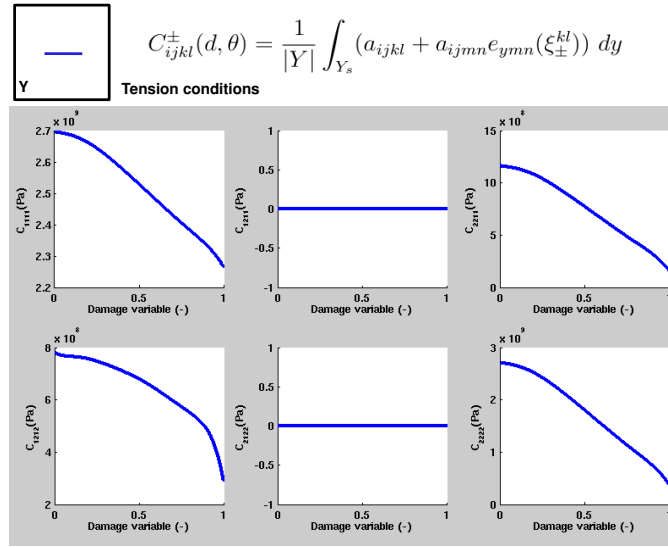 C^{\pm}_{ijkl}(d, θ) = \frac{1}{|Y|} \int_{Y_s} (a_{ijkl} + a_{ijmn} e_{ymn}(ξ^{kl}_{\pm})) dy
Y
Tension conditions
x 10^9
2.7
2.6
2.5
2.4
2.3
2.2
0 0.5 1
C_{1111}(Pa)
Damage variable (-)
1
0.5
0
-0.5
-1
0 0.5 1
C_{1211}(Pa)
Damage variable (-)
x 10^8
15
10
5
0
0 0.5 1
C_{2211}(Pa)
Damage variable (-)
x 10^8
8
6
4
2
0 0.5 1
C_{1212}(Pa)
Damage variable (-)
1
0.5
0
-0.5
-1
0 0.5 1
C_{2122}(Pa)
Damage variable (-)
x 10^9
3
2
1
0
0 0.5 1
C_{2222}(Pa)
Damage variable (-)